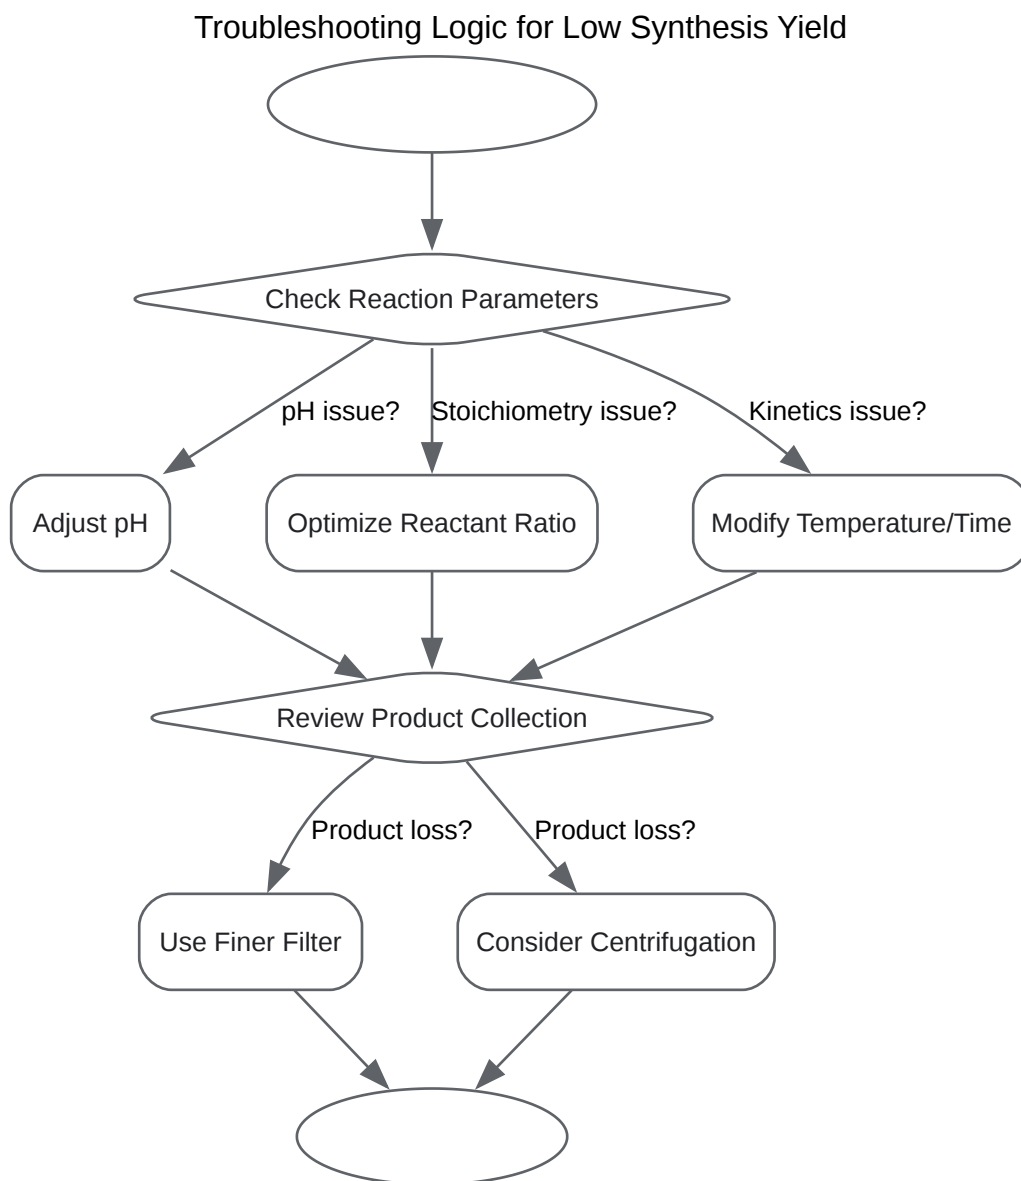 Troubleshooting Logic for Low Synthesis Yield
Check Reaction Parameters
pH issue?
Stoichiometry issue?
Kinetics issue?
Adjust pH
Optimize Reactant Ratio
Modify Temperature/Time
Review Product Collection
Product loss?
Product loss?
Use Finer Filter
Consider Centrifugation